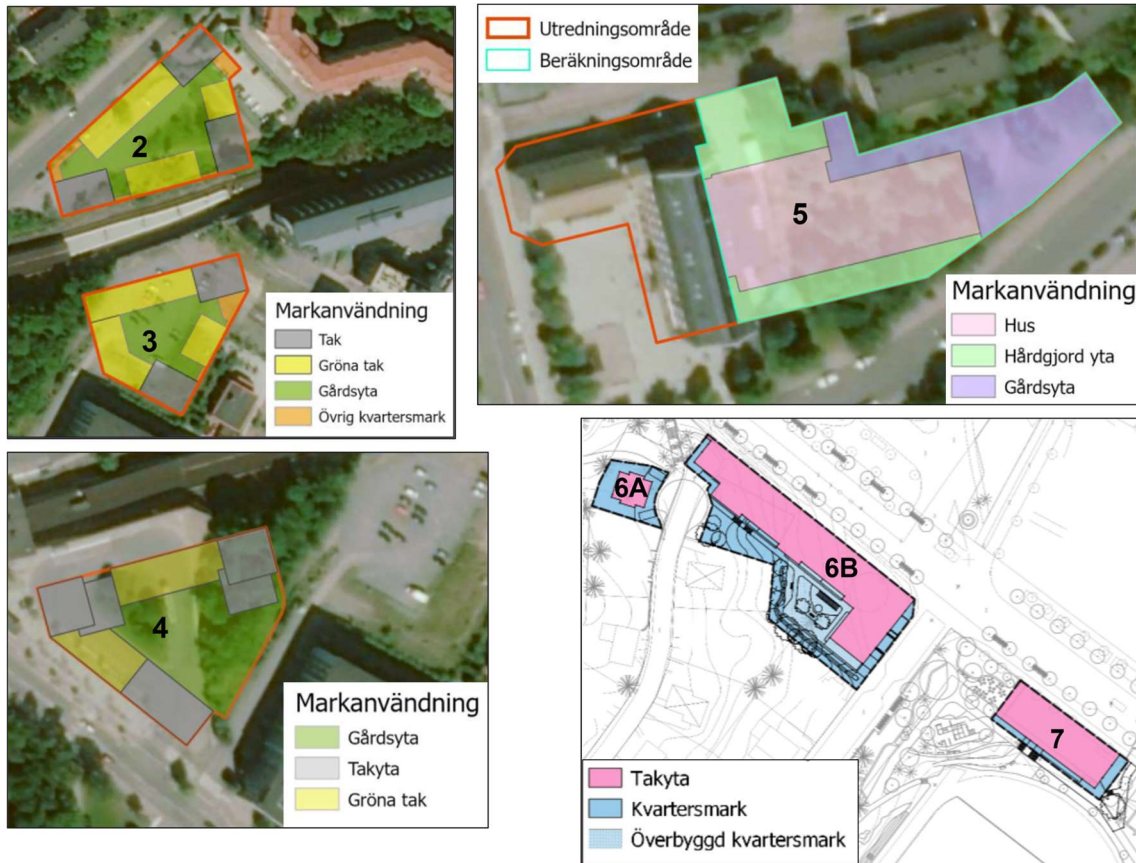 2
3
Markanvändning
Tak
Gröna tak
Gårdsyta
Övrig kvartersmark
Utredningsområde
Beräkningsområde
5
Markanvändning
Hus
Hårdgjord yta
Gårdsyta
4
Markanvändning
Gårdsyta
Takyta
Gröna tak
6A
6B
7
Takyta
Kvartersmark
Överbyggd kvartersmark